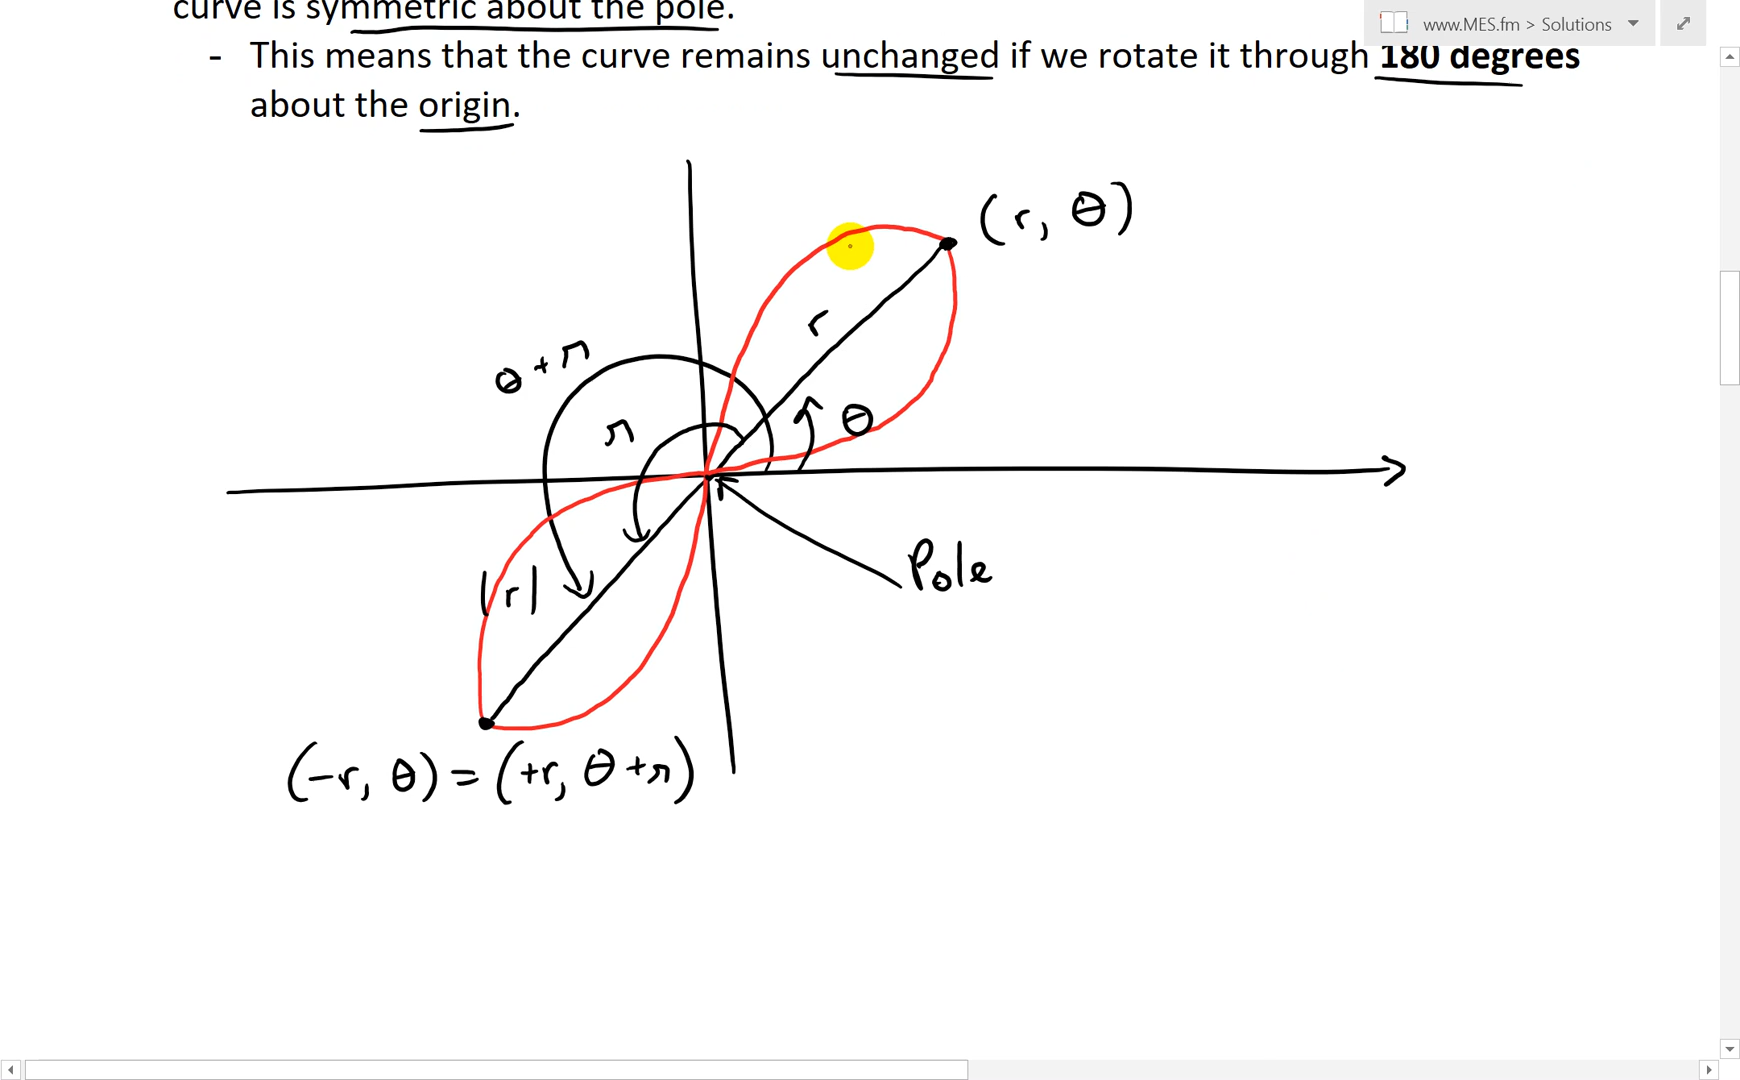 curve is symmetric about the pole.
www.MES.fm > Solutions
- This means that the curve remains unchanged if we rotate it through 180 degrees
about the origin.
(r, θ)
r
θ + π
π
θ
Pole
|r|
(-r, θ) = (+r, θ + π)